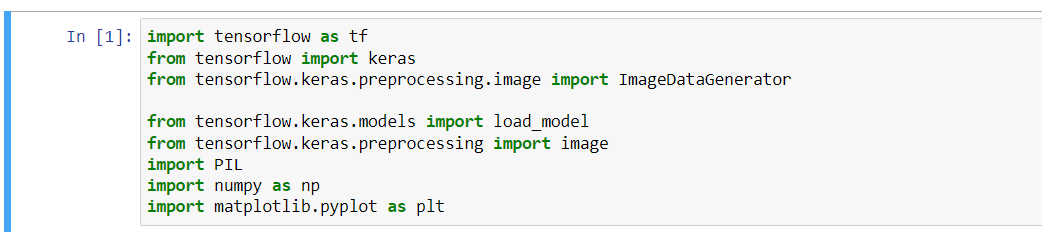 In [1]: import tensorflow as tf
from tensorflow import keras
from tensorflow.keras.preprocessing.image import ImageDataGenerator
from tensorflow.keras.models import load_model
from tensorflow.keras.preprocessing import image
import PIL
import numpy as np
import matplotlib.pyplot as plt